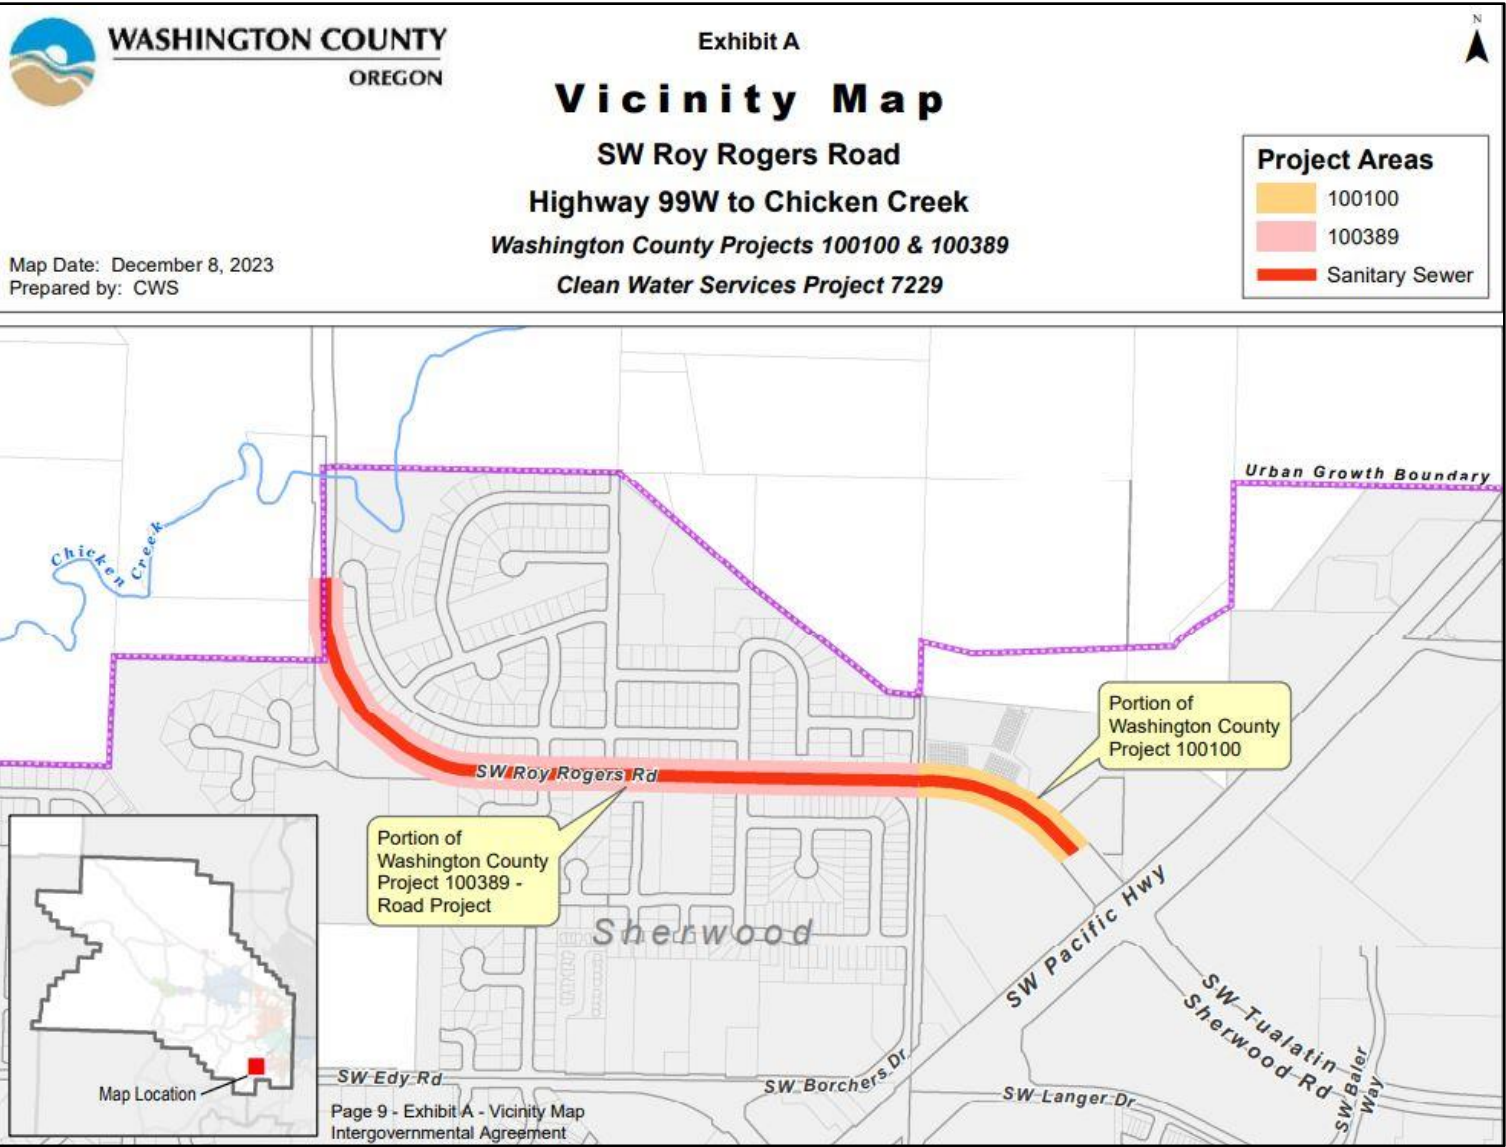 WASHINGTON COUNTY
OREGON
Exhibit A
N
Vicinity Map
SW Roy Rogers Road
Highway 99W to Chicken Creek
Washington County Projects 100100 & 100389
Clean Water Services Project 7229
Map Date: December 8, 2023
Prepared by: CWS
Project Areas
100100
100389
Sanitary Sewer
Urban Growth Boundary
Chicken Creek
Portion of
Washington County
Project 100100
SW Roy Rogers Rd
Portion of
Washington County
Project 100389 -
Road Project
Sherwood
SW Pacific Hwy
SW Tualatin
Sherwood Rd
SW Baler
Way
Map Location
SW Edy Rd
SW Borchers Dr
SW Langer Dr
Page 9 - Exhibit A - Vicinity Map
Intergovernmental Agreement